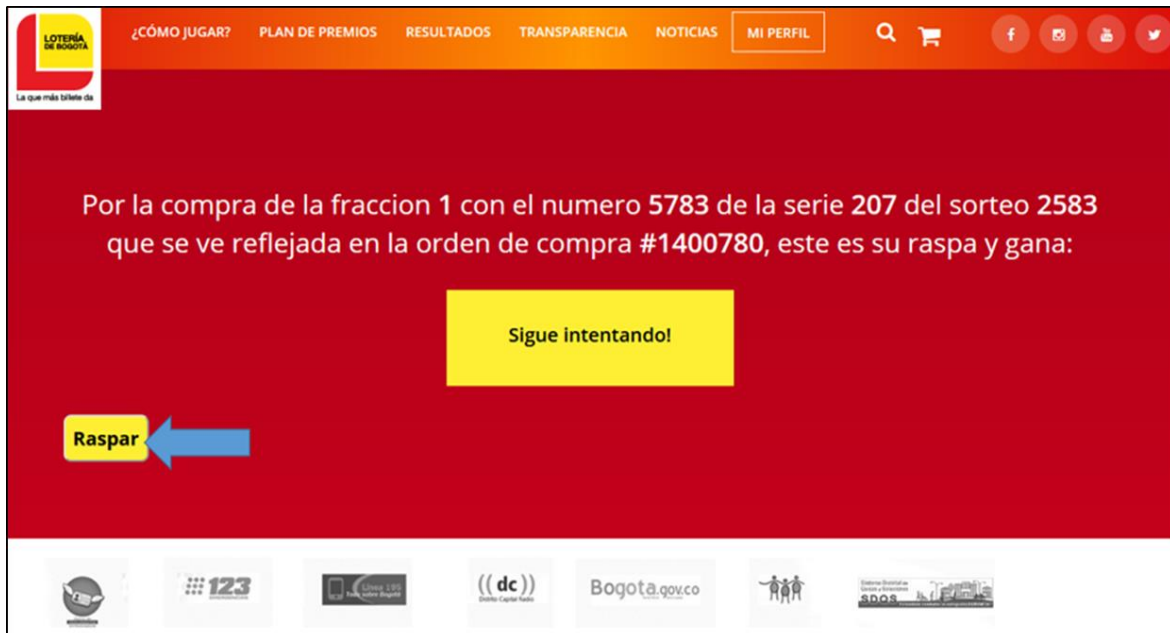 LOTERÍA
DE BOGOTÁ
La que más billete da
¿CÓMO JUGAR? PLAN DE PREMIOS RESULTADOS TRANSPARENCIA NOTICIAS MI PERFIL
Por la compra de la fraccion 1 con el numero 5783 de la serie 207 del sorteo 2583
que se ve reflejada en la orden de compra #1400780, este es su raspa y gana:
Sigue intentando!
Raspar
123
Línea 195
Todo sobre Bogotá
((dc))
Distrito Capital Radio
Bogota.gov.co
SDQS